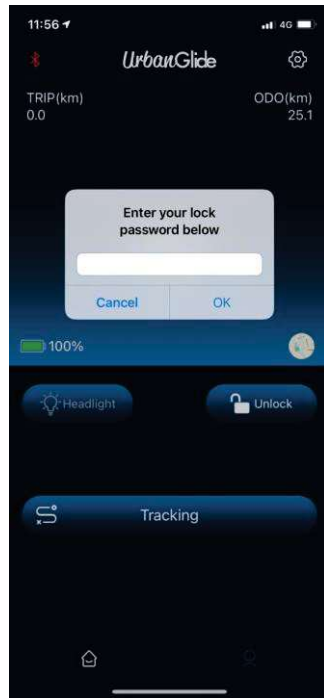 11:56
4G
UrbanGlide
TRIP(km)
ODO(km)
0.0
25.1
Enter your lock
password below
Cancel
OK
100%
Headlight
Unlock
Tracking